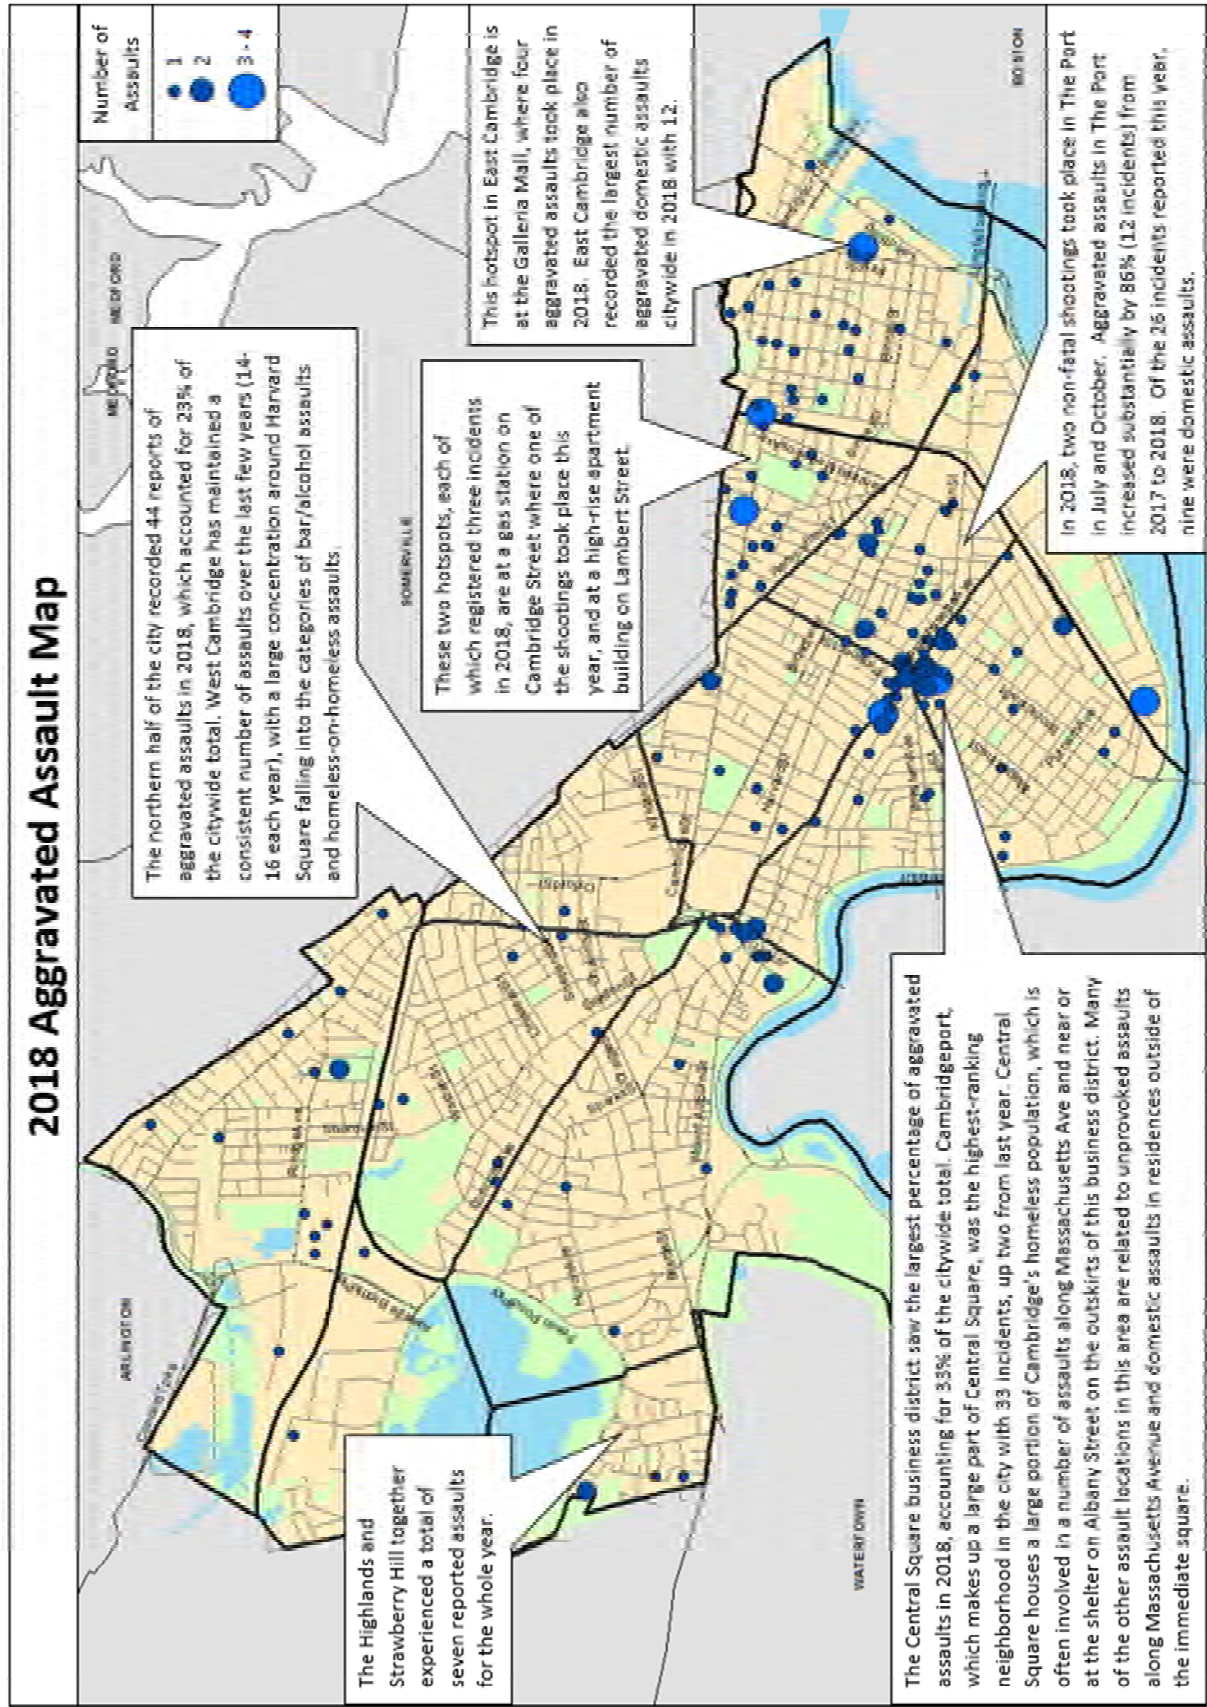 2018 Aggravated Assault Map
Number of
Assaults
1
2
3 - 4
The northern half of the city recorded 44 reports of
aggravated assaults in 2018, which accounted for 23% of
the citywide total. West Cambridge has maintained a
consistent number of assaults over the last few years (14-
16 each year), with a large concentration around Harvard
Square falling into the categories of bar/alcohol assaults
and homeless-on-homeless assaults.
This hotspot in East Cambridge is
at the Galleria Mall, where four
aggravated assaults took place in
2018. East Cambridge also
recorded the largest number of
aggravated domestic assaults
citywide in 2018 with 12.
These two hotspots, each of
which registered three incidents
in 2018, are at a gas station on
Cambridge Street where one of
the shootings took place this
year, and at a high-rise apartment
building on Lambert Street.
In 2018, two non-fatal shootings took place in The Port
in July and October. Aggravated assaults in The Port
increased substantially by 86% (12 incidents) from
2017 to 2018. Of the 26 incidents reported this year,
nine were domestic assaults.
The Highlands and
Strawberry Hill together
experienced a total of
seven reported assaults
for the whole year.
The Central Square business district saw the largest percentage of aggravated
assaults in 2018, accounting for 33% of the citywide total. Cambridgeport,
which makes up a large part of Central Square, was the highest-ranking
neighborhood in the city with 33 incidents, up two from last year. Central
Square houses a large portion of Cambridge's homeless population, which is
often involved in a number of assaults along Massachusetts Ave and near or
at the shelter on Albany Street on the outskirts of this business district. Many
of the other assault locations in this area are related to unprovoked assaults
along Massachusetts Avenue and domestic assaults in residences outside of
the immediate square.
ARLINGTON
MEDFORD
MEDFORD
SOMERVILLE
BOSTON
WATERTOWN